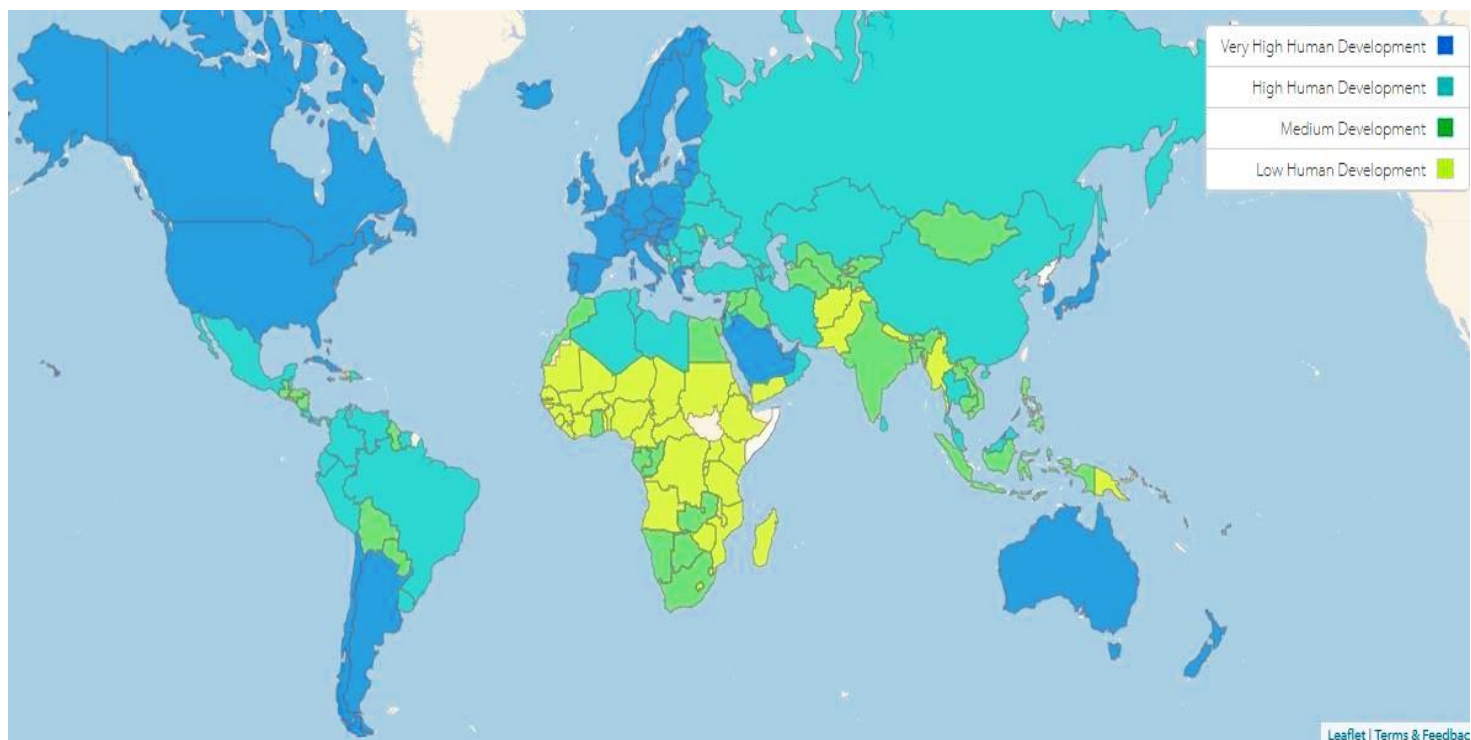 Very High Human Development
High Human Development
Medium Development
Low Human Development
Leaflet | Terms & Feedbac